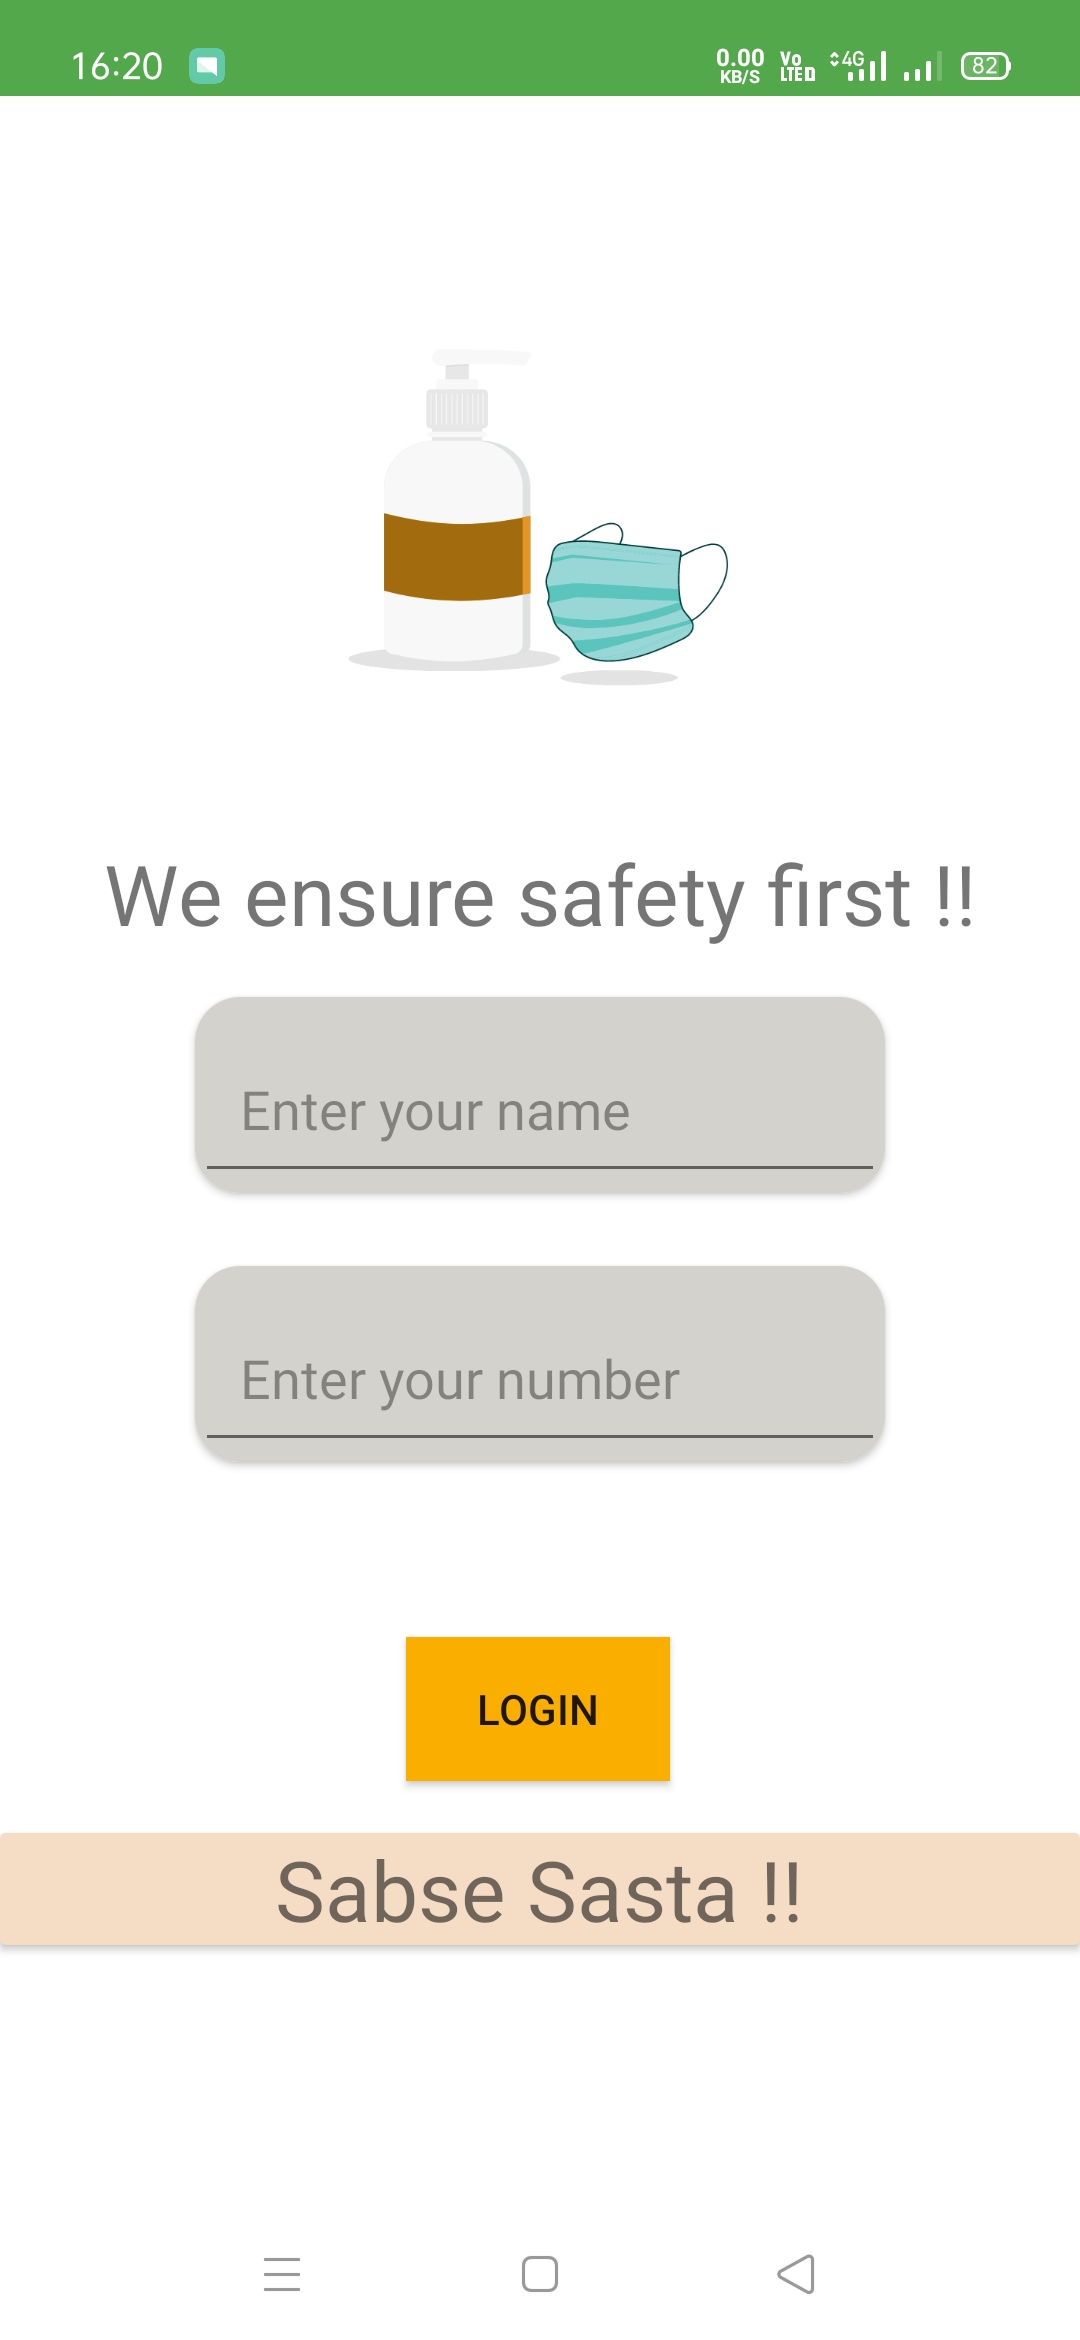 16:20
0.00 KB/S Vo LTE D 4G 82
We ensure safety first !!
Enter your name
Enter your number
LOGIN
Sabse Sasta !!